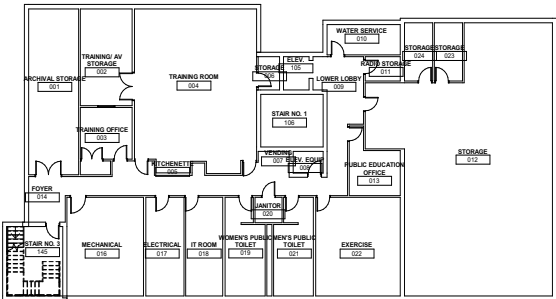 WATER SERVICE
010
TRAINING/ AV
STORAGE
002
ARCHIVAL STORAGE
001
TRAINING ROOM
004
STORAGE
006
ELEV.
105
RADIO STORAGE
011
STORAGE
024
STORAGE
023
LOWER LOBBY
009
STAIR NO. 1
106
TRAINING OFFICE
003
KITCHENETTE
005
VENDING
007
ELEV. EQUIP
008
PUBLIC EDUCATION
OFFICE
013
STORAGE
012
FOYER
014
JANITOR
020
STAIR NO. 3
145
MECHANICAL
016
ELECTRICAL
017
IT ROOM
018
WOMEN'S PUBLIC
TOILET
019
MEN'S PUBLIC
TOILET
021
EXERCISE
022